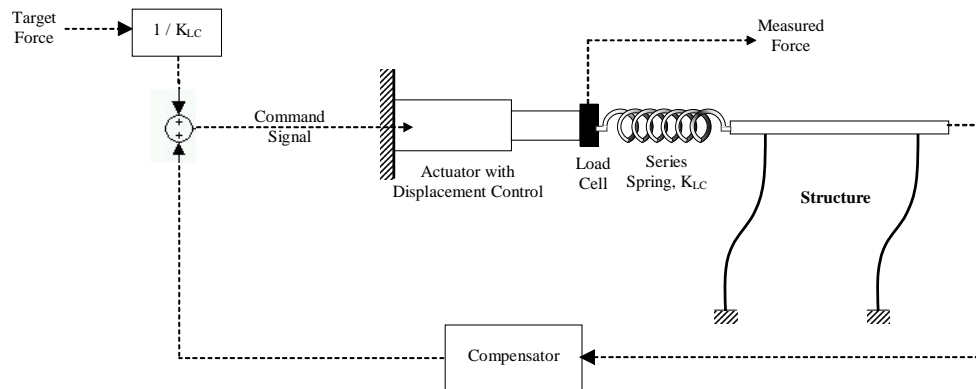 Target
Force
1 / KLC
Measured
Force
+
+
Command
Signal
Actuator with
Displacement Control
Load
Cell
Series
Spring, KLC
Structure
Compensator